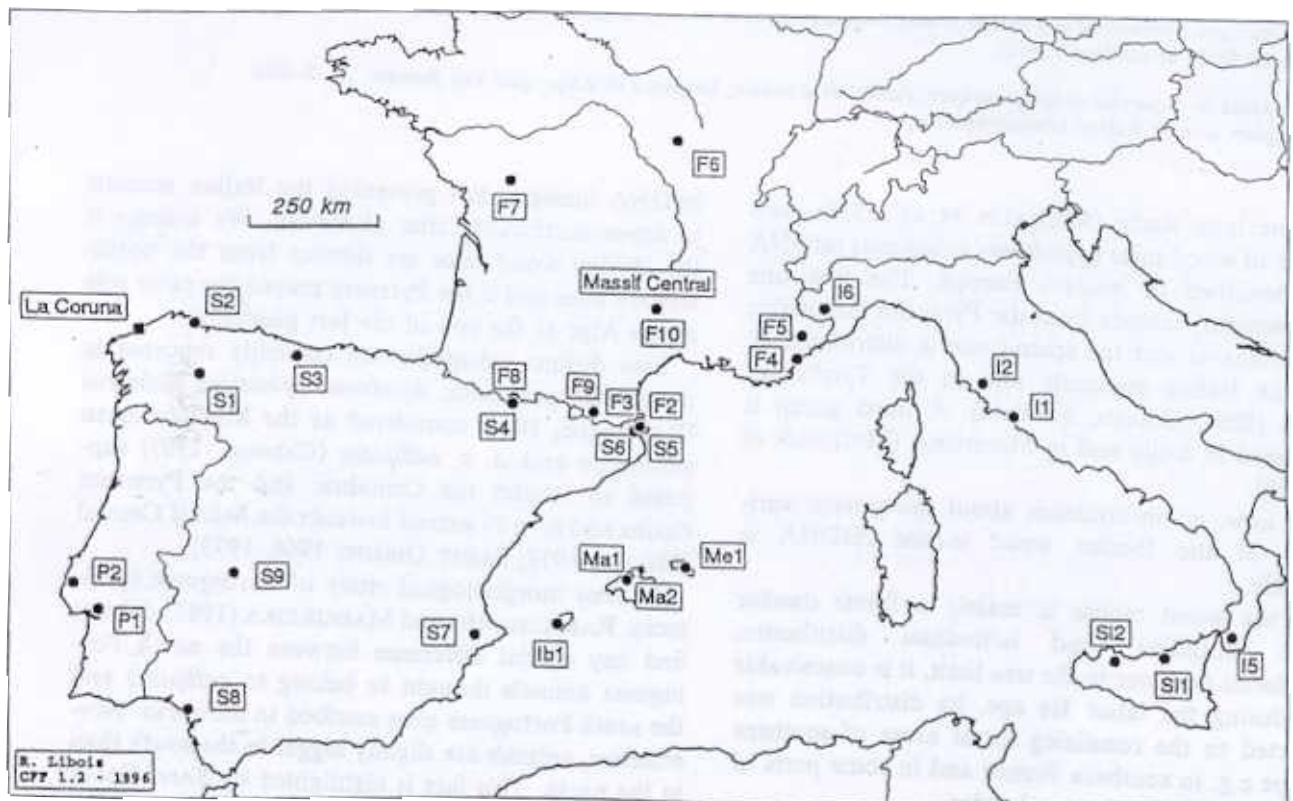 F6
F7
250 km
Massif Central
La Coruna
S2
I6
F5
F10
F4
S3
F8
F9
I2
S1
F3
F2
I1
S4
S6
S5
Ma1
Me1
P2
S9
Ma2
P1
S7
Ib1
SI2
I5
SI1
S8
R. Libois
CFF 1.2 1996